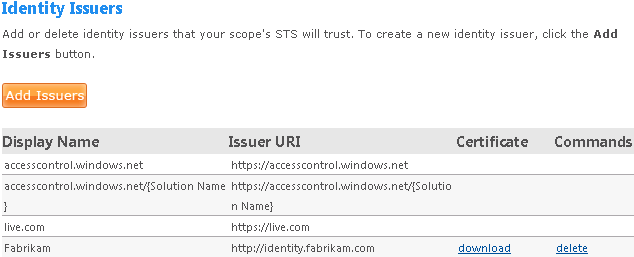 Identity Issuers
Add or delete identity issuers that your scope's STS will trust. To create a new identity issuer, click the Add
Issuers button.
Add Issuers
Display Name Issuer URI Certificate Commands
accesscontrol.windows.net https://accesscontrol.windows.net
accesscontrol.windows.net/{Solution Name https://accesscontrol.windows.net/{Solutio
} n Name}
live.com https://live.com
Fabrikam http://identity.fabrikam.com download delete